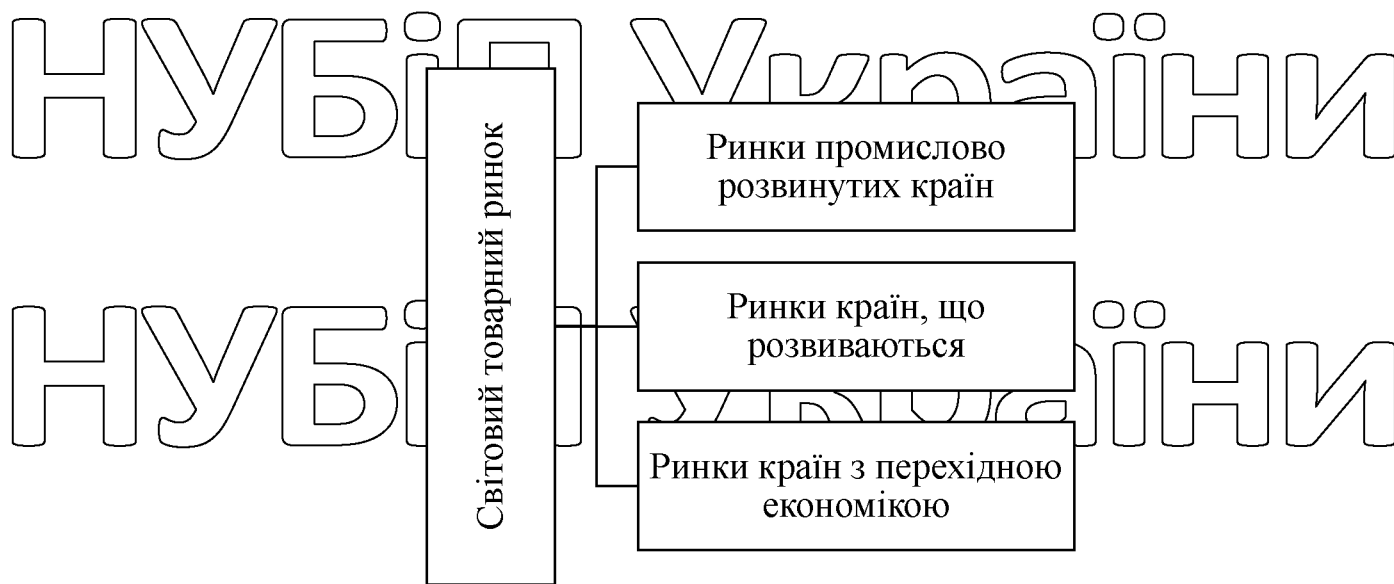 НУБіП України
Світовий товарний ринок
Ринки промислово
розвинутих країн
Ринки країн, що
розвиваються
НУБіП України
Ринки країн з перехідною
економікою